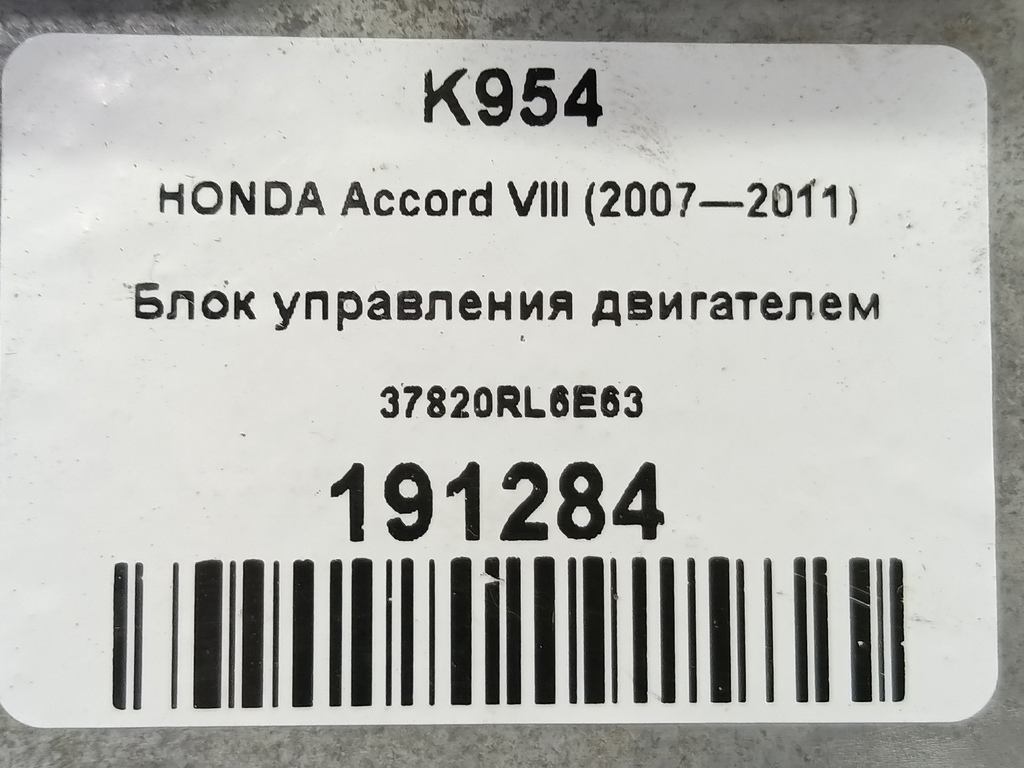 K954
HONDA Accord VIII (2007—2011)
Блок управления двигателем
37820RL6E63
191284